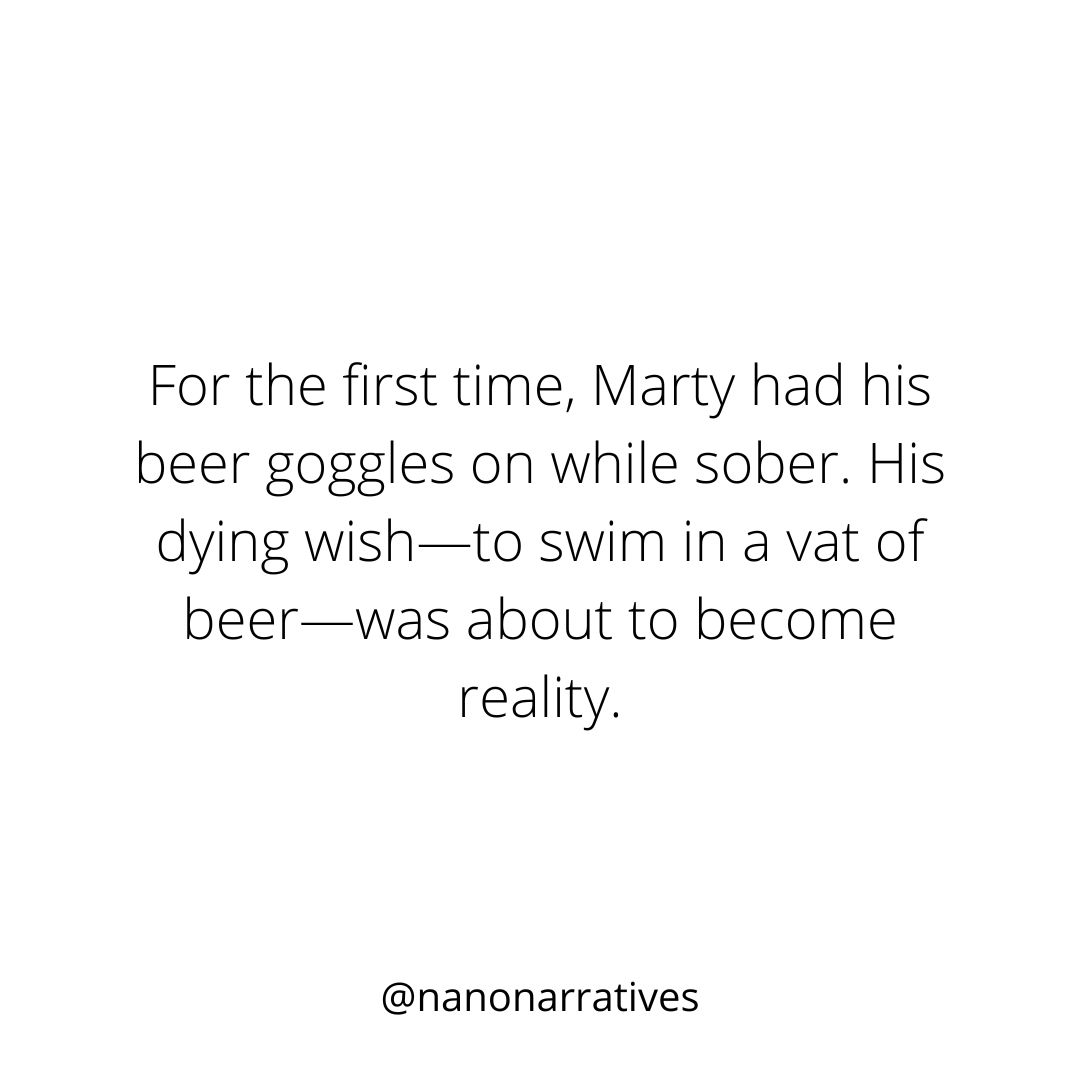 For the first time, Marty had his
beer goggles on while sober. His
dying wish—to swim in a vat of
beer—was about to become
reality.
@nanonarratives